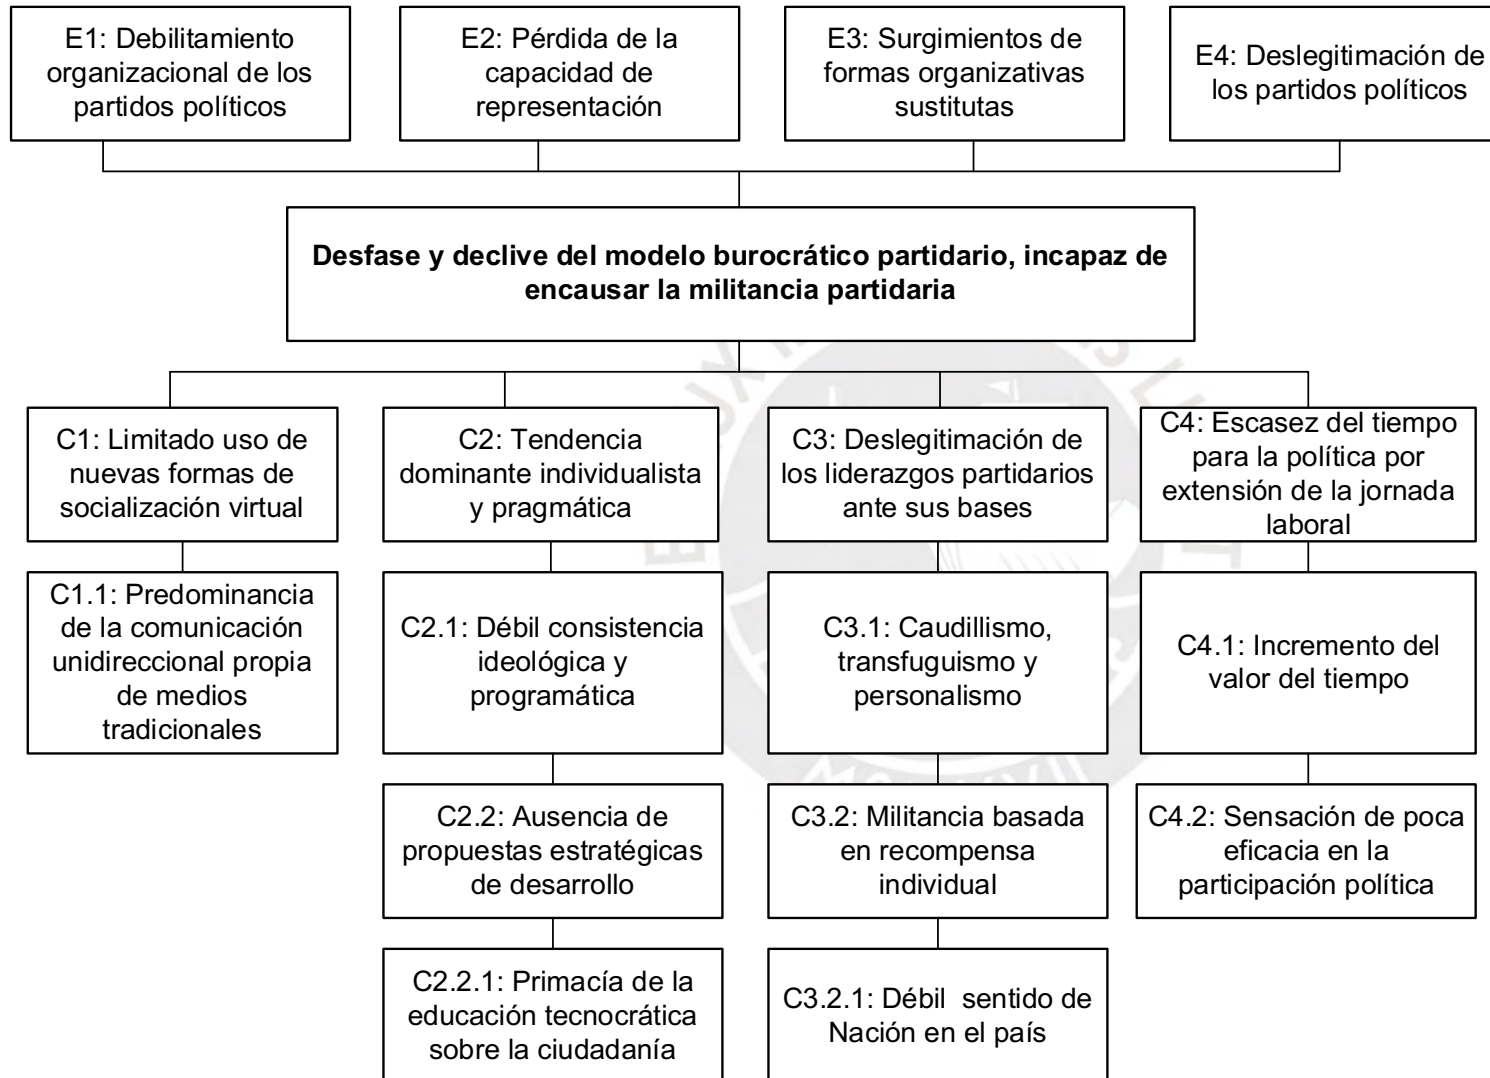 E1: Debilitamiento
organizacional de los
partidos políticos
E2: Pérdida de la
capacidad de
representación
E3: Surgimientos de
formas organizativas
sustitutas
E4: Deslegitimación de
los partidos políticos
Desfase y declive del modelo burocrático partidario, incapaz de
encausar la militancia partidaria
C1: Limitado uso de
nuevas formas de
socialización virtual
C2: Tendencia
dominante individualista
y pragmática
C3: Deslegitimación de
los liderazgos partidarios
ante sus bases
C4: Escasez del tiempo
para la política por
extensión de la jornada
laboral
C1.1: Predominancia
de la comunicación
unidireccional propia
de medios
tradicionales
C2.1: Débil consistencia
ideológica y
programática
C3.1: Caudillismo,
transfuguismo y
personalismo
C4.1: Incremento del
valor del tiempo
C2.2: Ausencia de
propuestas estratégicas
de desarrollo
C3.2: Militancia basada
en recompensa
individual
C4.2: Sensación de poca
eficacia en la
participación política
C2.2.1: Primacía de la
educación tecnocrática
sobre la ciudadanía
C3.2.1: Débil sentido de
Nación en el país